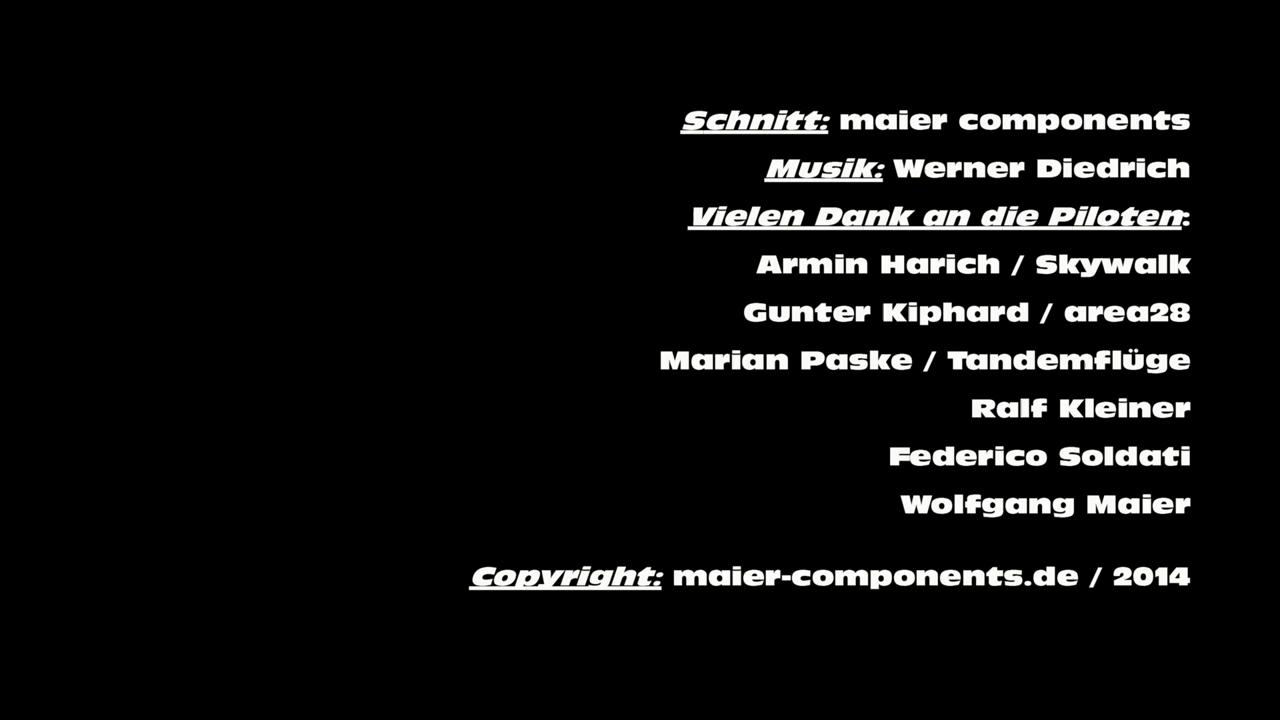 Schnitt: maier components
Musik: Werner Diedrich
Vielen Dank an die Piloten:
Armin Harich / Skywalk
Gunter Kiphard / area28
Marian Paske / Tandemflüge
Ralf Kleiner
Federico Soldati
Wolfgang Maier
Copyright: maier-components.de / 2014